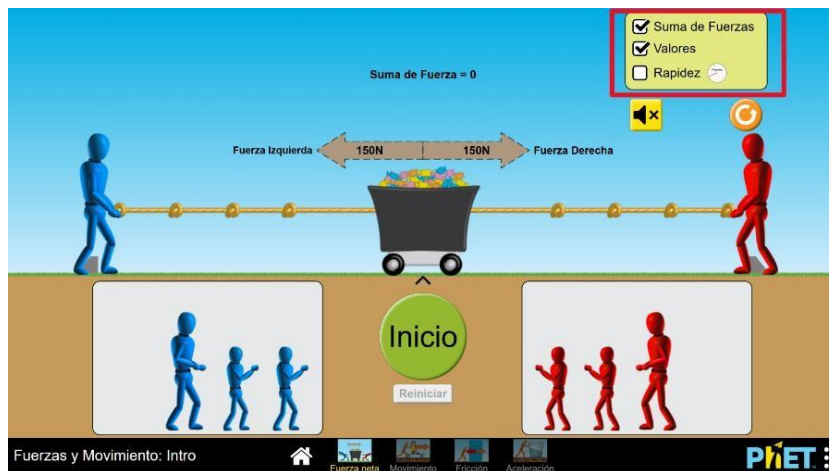 Suma de Fuerzas
Valores
Rapidez
Suma de Fuerza = 0
Fuerza Izquierda
150N
150N
Fuerza Derecha
Inicio
Reiniciar
Fuerzas y Movimiento: Intro
Fuerza neta
Movimiento
Fricción
Aceleración
PhET